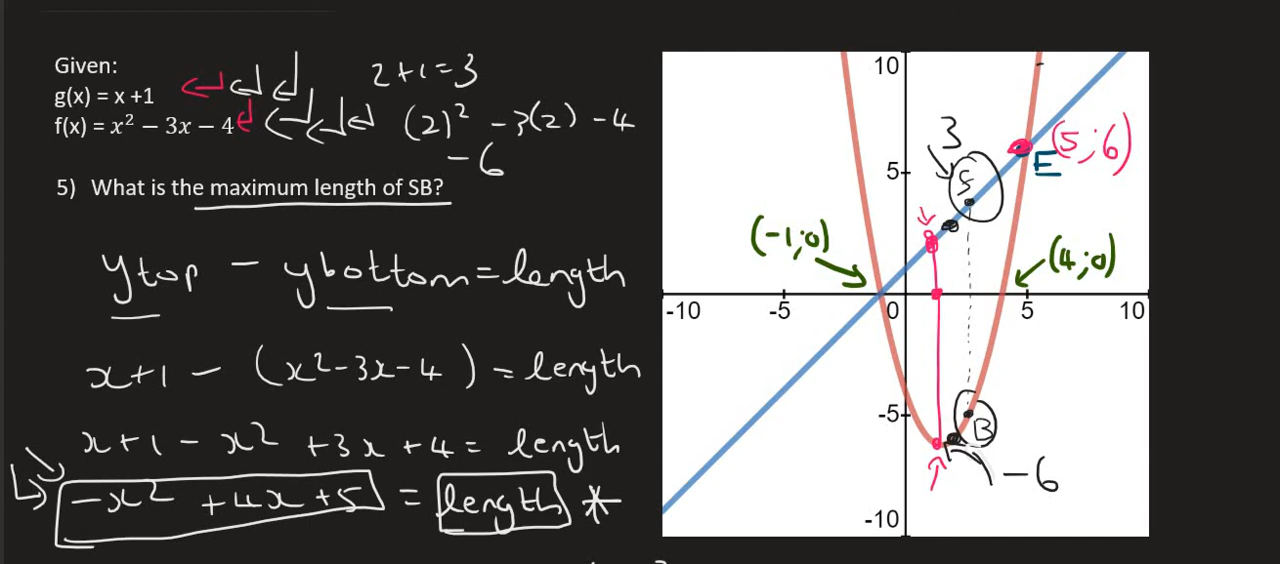 Given:
g(x) = x +1
2+1=3
f(x) = x² − 3x − 4
(2)² -3(2) -4
-6
5) What is the maximum length of SB?
ytop - ybottom = length
x+1 - (x²-3x-4) = length
x+1 - x² +3x +4 = length
-x² +4x+5 = length *
10
5
0
-5
-10
-10
-5
5
10
3
S
E
(5;6)
(-1;0)
(4;0)
B
-6